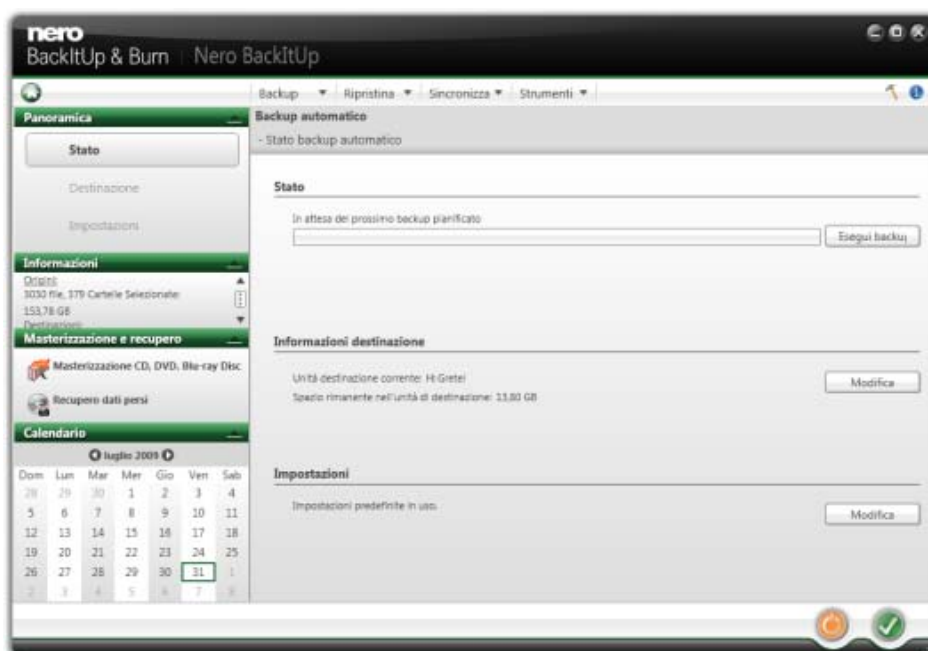 nero
BackItUp & Burn | Nero BackItUp
Backup Ripristina Sincronizza Strumenti
Panoramica
Stato
Destinazione
Impostazioni
Informazioni
Origini:
3030 file, 379 Cartelle Selezionate:
153,78 GB
Destinazioni:
Masterizzazione e recupero
Masterizzazione CD, DVD, Blu-ray Disc
Recupero dati persi
Calendario
luglio 2009
Dom Lun Mar Mer Gio Ven Sab
28 29 30 1 2 3 4
5 6 7 8 9 10 11
12 13 14 15 16 17 18
19 20 21 22 23 24 25
26 27 28 29 30 31 1
2 3 4 5 6 7 8
Backup automatico
- Stato backup automatico
Stato
In attesa del prossimo backup pianificato
Esegui backup
Informazioni destinazione
Unità destinazione corrente: H:Gretel
Spazio rimanente nell'unità di destinazione: 13,80 GB
Modifica
Impostazioni
Impostazioni predefinite in uso.
Modifica